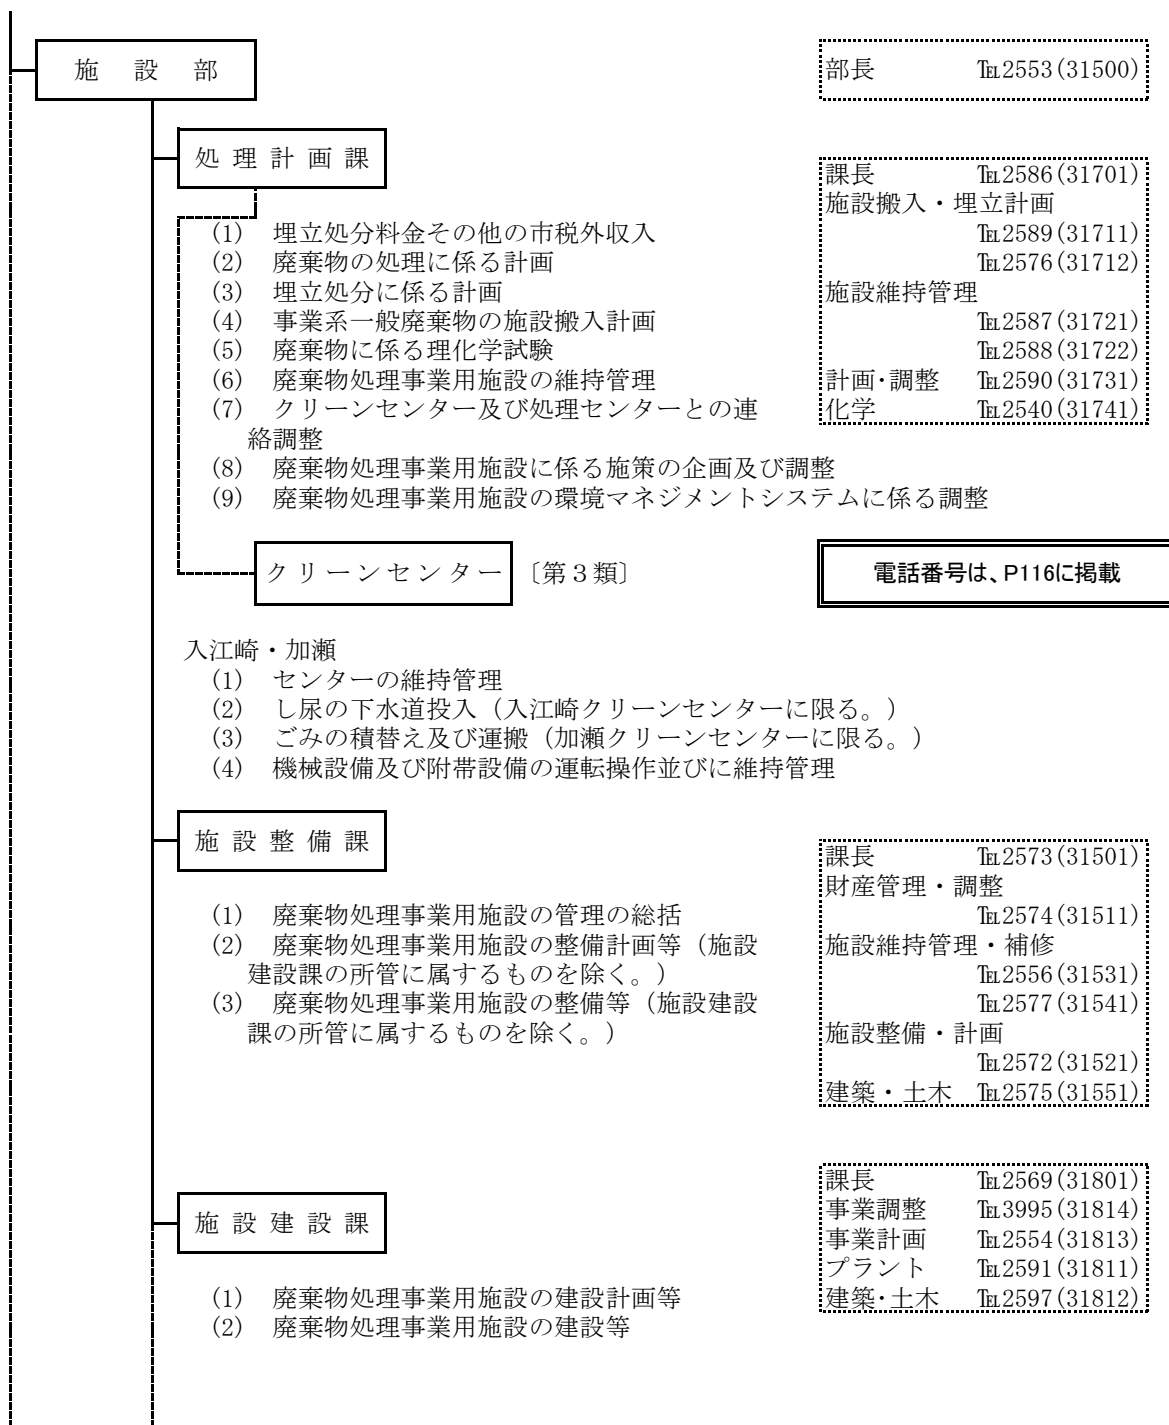 施設部
部長 ℡2553(31500)
処理計画課
課長 ℡2586(31701)
施設搬入・埋立計画
℡2589(31711)
℡2576(31712)
施設維持管理
℡2587(31721)
℡2588(31722)
計画・調整 ℡2590(31731)
化学 ℡2540(31741)
(1) 埋立処分料金その他の市税外収入
(2) 廃棄物の処理に係る計画
(3) 埋立処分に係る計画
(4) 事業系一般廃棄物の施設搬入計画
(5) 廃棄物に係る理化学試験
(6) 廃棄物処理事業用施設の維持管理
(7) クリーンセンター及び処理センターとの連
絡調整
(8) 廃棄物処理事業用施設に係る施策の企画及び調整
(9) 廃棄物処理事業用施設の環境マネジメントシステムに係る調整
クリーンセンター 〔第3類〕
電話番号は、P116に掲載
入江崎・加瀬
(1) センターの維持管理
(2) し尿の下水道投入（入江崎クリーンセンターに限る。）
(3) ごみの積替え及び運搬（加瀬クリーンセンターに限る。）
(4) 機械設備及び附帯設備の運転操作並びに維持管理
施設整備課
課長 ℡2573(31501)
財産管理・調整
℡2574(31511)
施設維持管理・補修
℡2556(31531)
℡2577(31541)
施設整備・計画
℡2572(31521)
建築・土木 ℡2575(31551)
(1) 廃棄物処理事業用施設の管理の総括
(2) 廃棄物処理事業用施設の整備計画等（施設
建設課の所管に属するものを除く。）
(3) 廃棄物処理事業用施設の整備等（施設建設
課の所管に属するものを除く。）
施設建設課
課長 ℡2569(31801)
事業調整 ℡3995(31814)
事業計画 ℡2554(31813)
プラント ℡2591(31811)
建築・土木 ℡2597(31812)
(1) 廃棄物処理事業用施設の建設計画等
(2) 廃棄物処理事業用施設の建設等